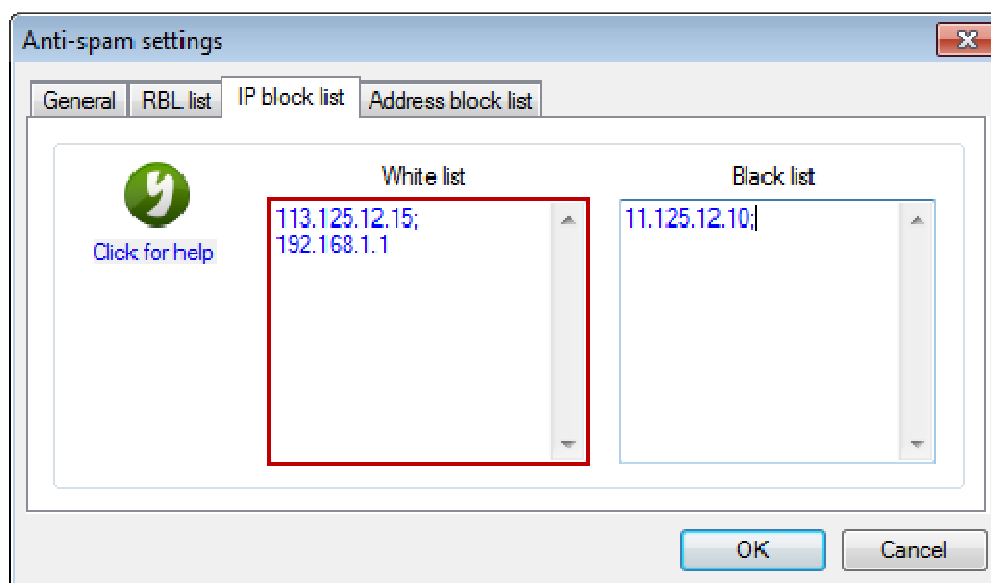 Anti-spam settings
General RBL list IP block list Address block list
White list Black list
113.125.12.15; 11.125.12.10;
192.168.1.1
Click for help
OK Cancel